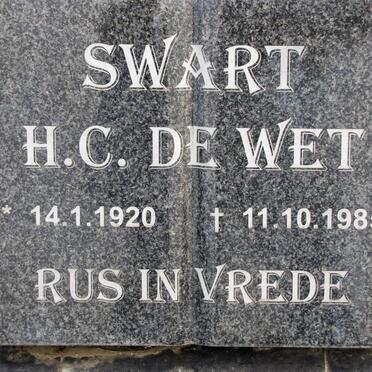 SWART
H.C. DE WET
* 14.1.1920 † 11.10.198
RUS IN VREDE